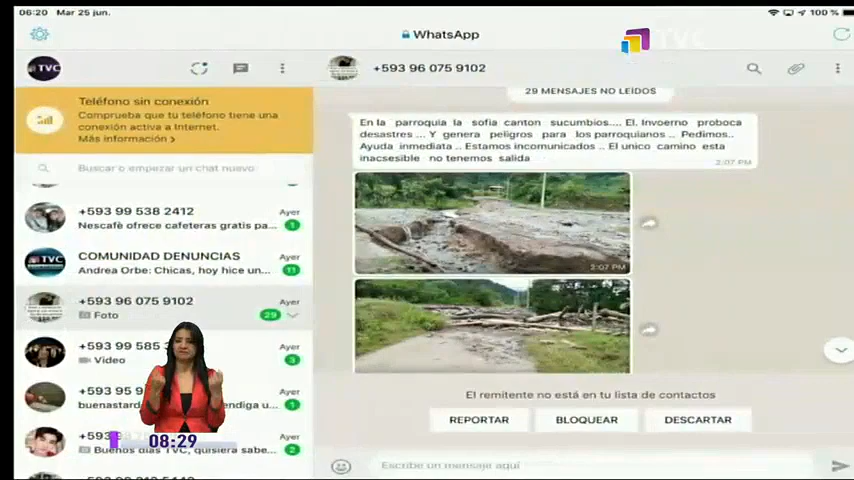 06:20 Mar 25 jun.
100 %
WhatsApp
TVC
TVC
+593 96 075 9102
29 MENSAJES NO LEÍDOS
Teléfono sin conexión
Comprueba que tu teléfono tiene una
conexión activa a Internet.
Más información >
Buscar o empezar un chat nuevo
+593 99 538 2412 Ayer
Nescafè ofrece cafeteras gratis pa... 1
COMUNIDAD DENUNCIAS Ayer
TVC
Andrea Orbe: Chicas, hoy hice un... 11
+593 96 075 9102 Ayer
Foto 29
+593 99 585 Ayer
Video 3
+593 95 9 Ayer
buenastard endiga u... 1
+593 Ayer
Buenos días TVC, quisiera sabe... 2
08:29
En la parroquia la sofia canton sucumbios.... El. Invoerno proboca
desastres ... Y genera peligros para los parroquianos .. Pedimos..
Ayuda inmediata .. Estamos incomunicados .. El unico camino esta
inacsesible no tenemos salida
2:07 PM
2:07 PM
El remitente no está en tu lista de contactos
REPORTAR BLOQUEAR DESCARTAR
Escribe un mensaje aquí